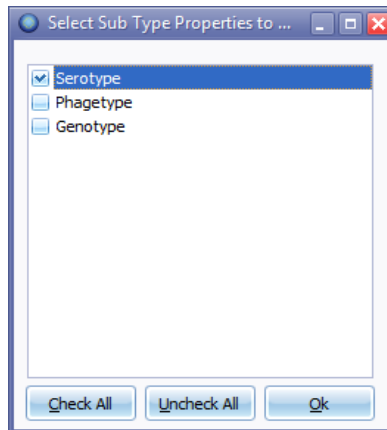 Select Sub Type Properties to ...
Serotype
Phagetype
Genotype
Check All Uncheck All Ok